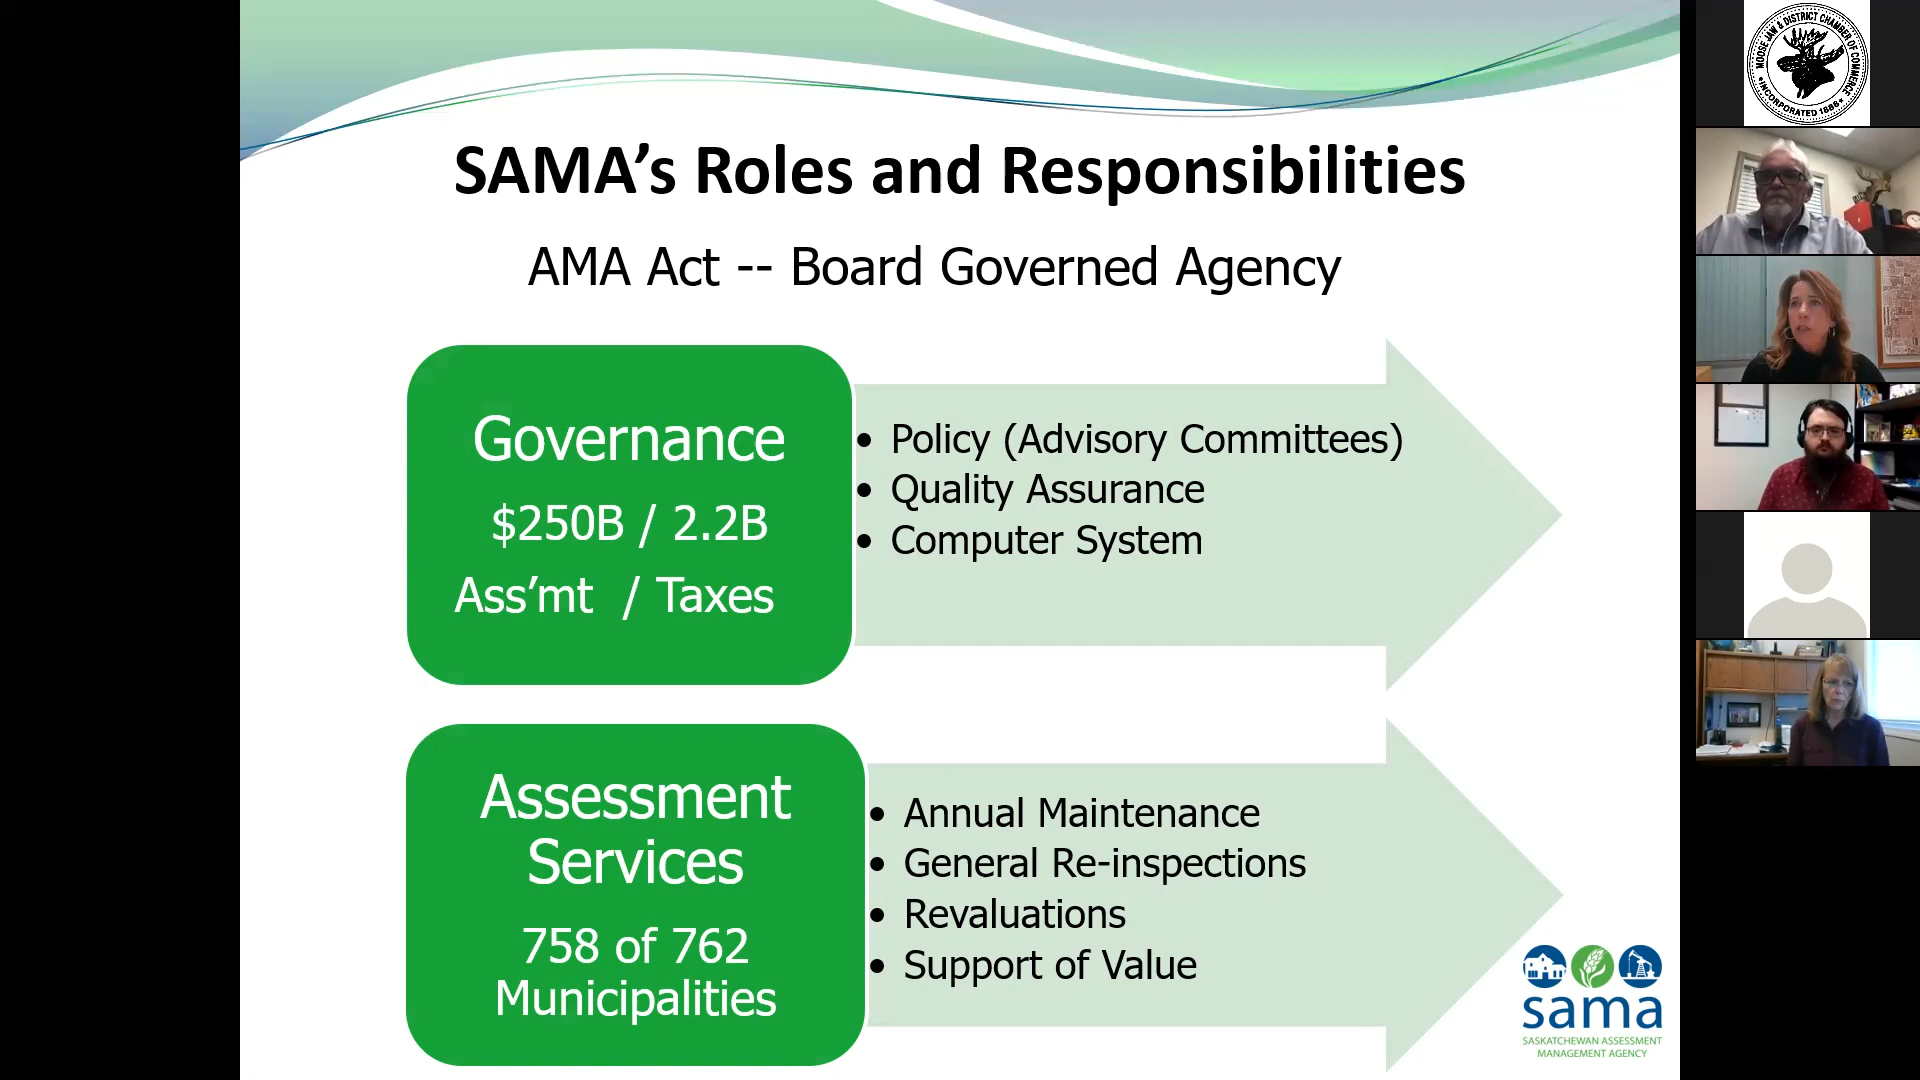 SAMA’s Roles and Responsibilities
AMA Act -- Board Governed Agency
Governance
$250B / 2.2B
Ass’mt / Taxes
• Policy (Advisory Committees)
• Quality Assurance
• Computer System
Assessment
Services
758 of 762
Municipalities
• Annual Maintenance
• General Re-inspections
• Revaluations
• Support of Value
sama
SASKATCHEWAN ASSESSMENT
MANAGEMENT AGENCY
MOOSE JAW & DISTRICT CHAMBER OF COMMERCE
INCORPORATED 1888